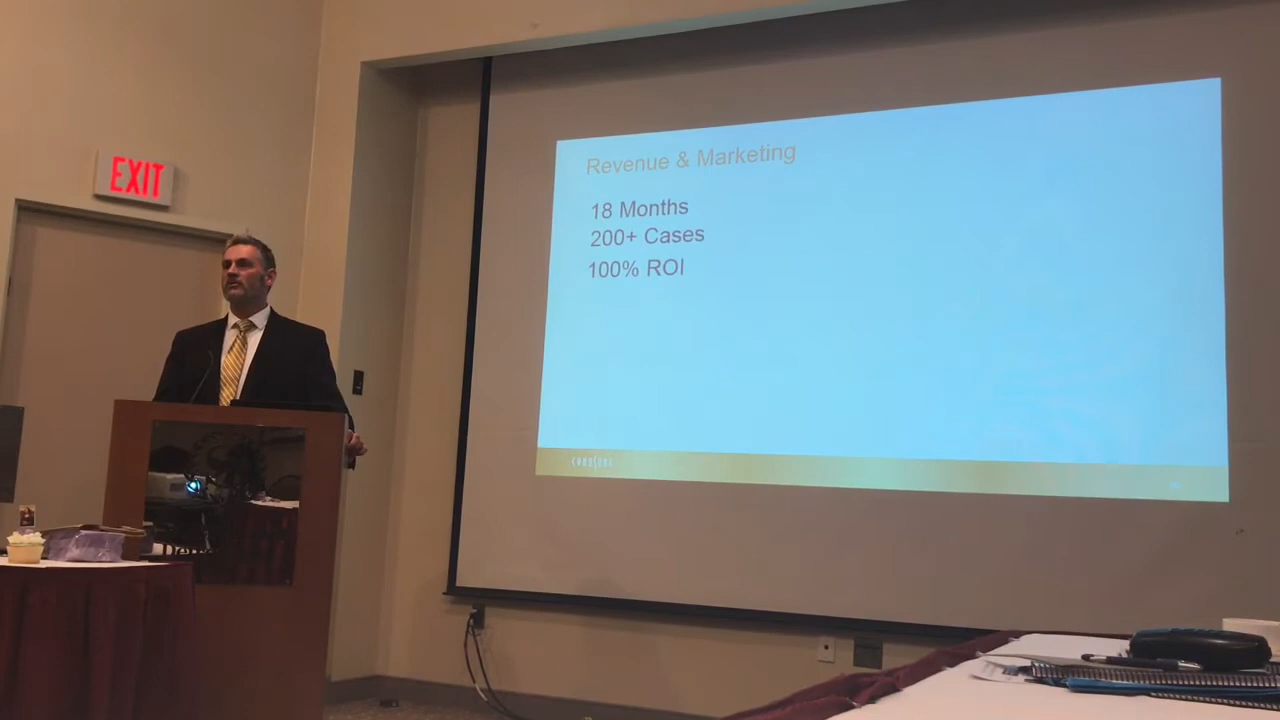 EXIT
Revenue & Marketing
18 Months
200+ Cases
100% ROI